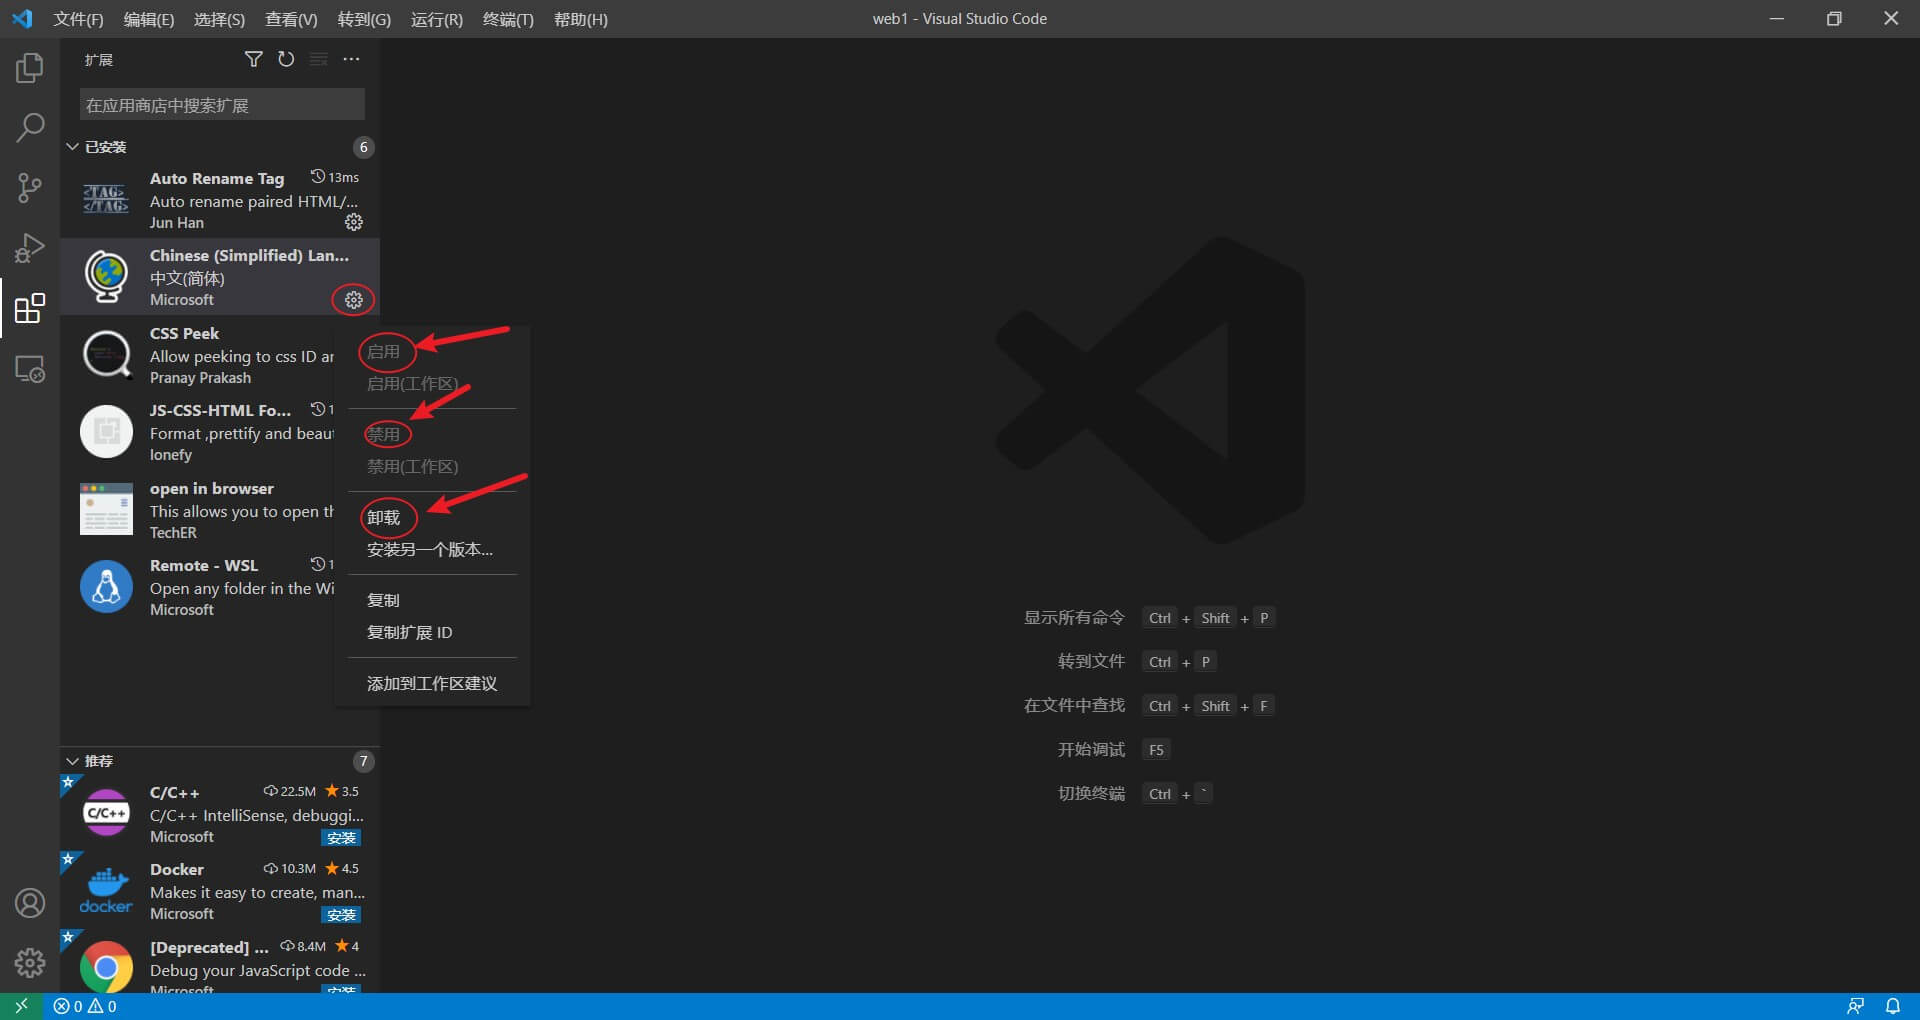 文件(F) 编辑(E) 选择(S) 查看(V) 转到(G) 运行(R) 终端(T) 帮助(H)
web1 - Visual Studio Code
扩展
在应用商店中搜索扩展
已安装 6
<TAG>
</TAG>
Auto Rename Tag 13ms
Auto rename paired HTML/...
Jun Han
Chinese (Simplified) Lan...
中文(简体)
Microsoft
CSS Peek
Allow peeking to css ID ar
Pranay Prakash
JS-CSS-HTML Fo... 1
Format ,prettify and beau
lonefy
open in browser
This allows you to open th
TechER
Remote - WSL 1
Open any folder in the Wi
Microsoft
启用
启用(工作区)
禁用
禁用(工作区)
卸载
安装另一个版本...
复制
复制扩展 ID
添加到工作区建议
显示所有命令 Ctrl + Shift + P
转到文件 Ctrl + P
在文件中查找 Ctrl + Shift + F
开始调试 F5
切换终端 Ctrl + `
推荐 7
C/C++
C/C++ 22.5M 3.5
C/C++ IntelliSense, debuggi...
Microsoft 安装
docker
Docker 10.3M 4.5
Makes it easy to create, man...
Microsoft 安装
[Deprecated] ... 8.4M 4
Debug your JavaScript code ...
Microsoft 安装
0 0